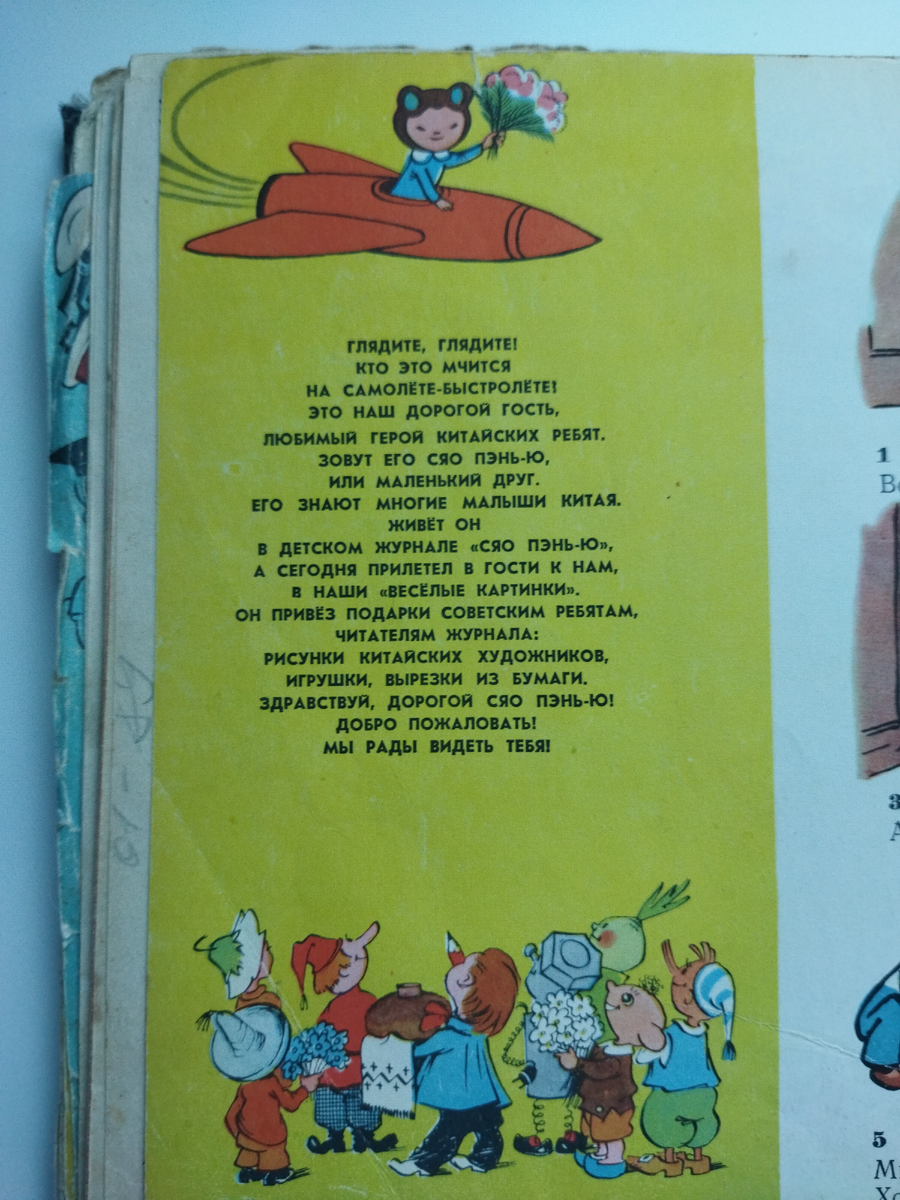 ГЛЯДИТЕ, ГЛЯДИТЕ!
КТО ЭТО МЧИТСЯ
НА САМОЛЁТЕ-БЫСТРОЛЁТЕ!
ЭТО НАШ ДОРОГОЙ ГОСТЬ,
ЛЮБИМЫЙ ГЕРОЙ КИТАЙСКИХ РЕБЯТ.
ЗОВУТ ЕГО СЯО ПЭНЬ-Ю,
ИЛИ МАЛЕНЬКИЙ ДРУГ.
ЕГО ЗНАЮТ МНОГИЕ МАЛЫШИ КИТАЯ.
ЖИВЁТ ОН
В ДЕТСКОМ ЖУРНАЛЕ «СЯО ПЭНЬ-Ю»,
А СЕГОДНЯ ПРИЛЕТЕЛ В ГОСТИ К НАМ,
В НАШИ «ВЕСЁЛЫЕ КАРТИНКИ».
ОН ПРИВЁЗ ПОДАРКИ СОВЕТСКИМ РЕБЯТАМ,
ЧИТАТЕЛЯМ ЖУРНАЛА:
РИСУНКИ КИТАЙСКИХ ХУДОЖНИКОВ,
ИГРУШКИ, ВЫРЕЗКИ ИЗ БУМАГИ.
ЗДРАВСТВУЙ, ДОРОГОЙ СЯО ПЭНЬ-Ю!
ДОБРО ПОЖАЛОВАТЬ!
МЫ РАДЫ ВИДЕТЬ ТЕБЯ!
1
3
5